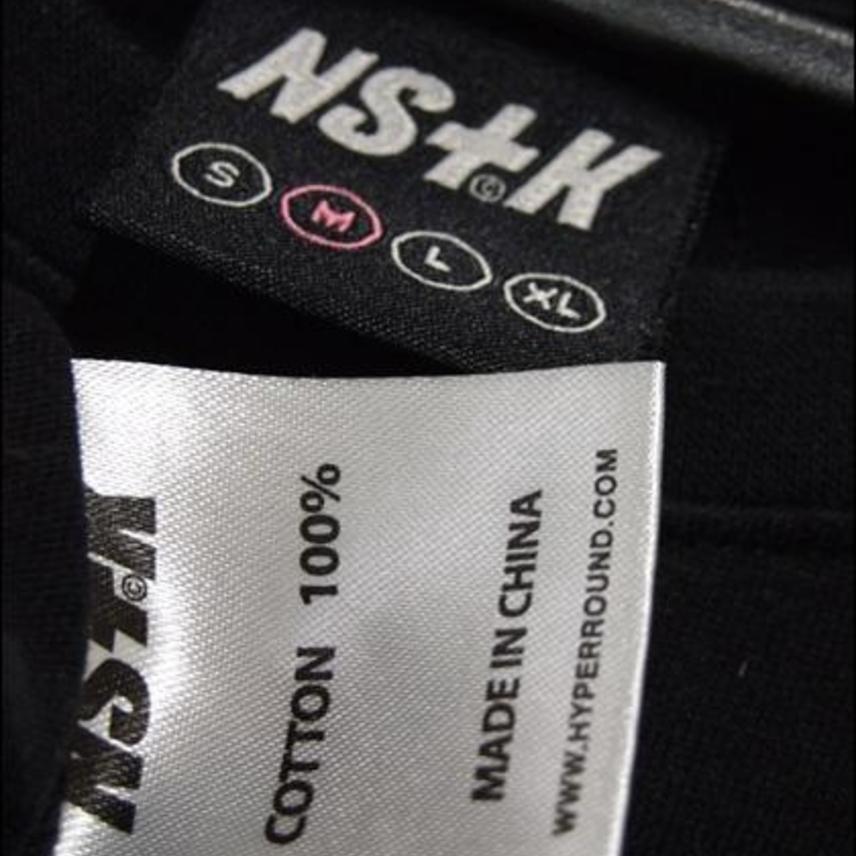 NS+K
©
S M L XL
NS+K
©
COTTON 100%
MADE IN CHINA
WWW.HYPERROUND.COM